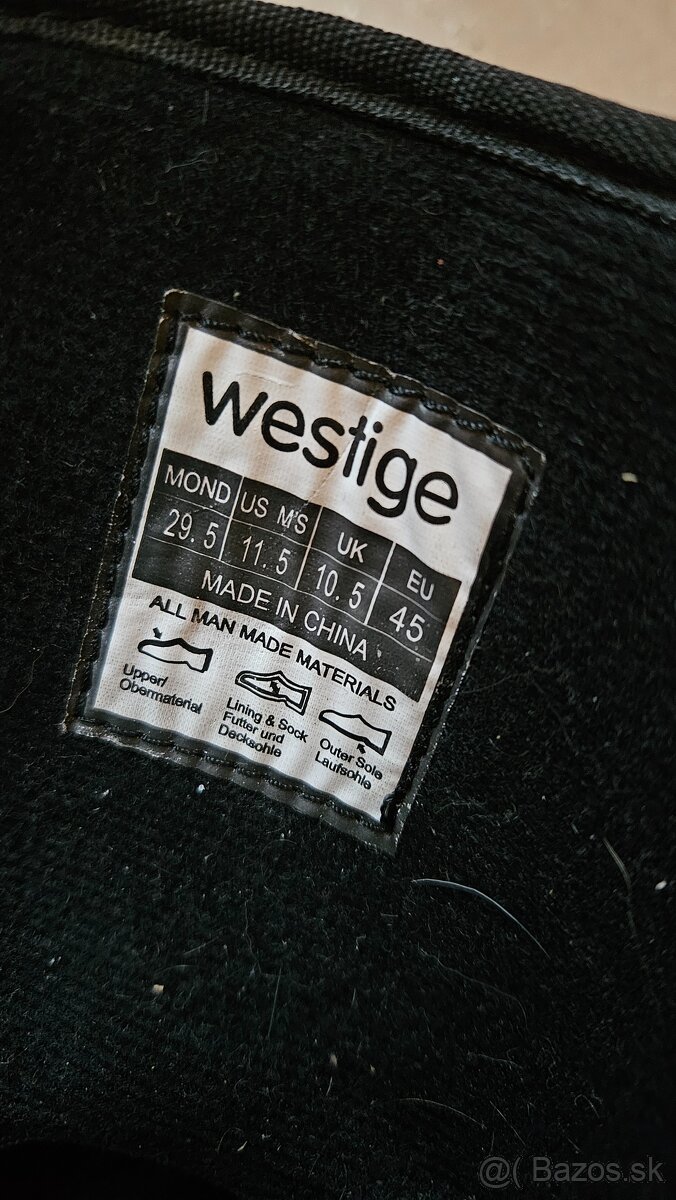 westige
MOND US M'S UK EU
29.5 11.5 10.5 45
MADE IN CHINA
ALL MAN MADE MATERIALS
Upper/
Obermaterial
Lining & Sock
Futter und
Decksohle
Outer Sole
Laufsohle
@( Bazos.sk